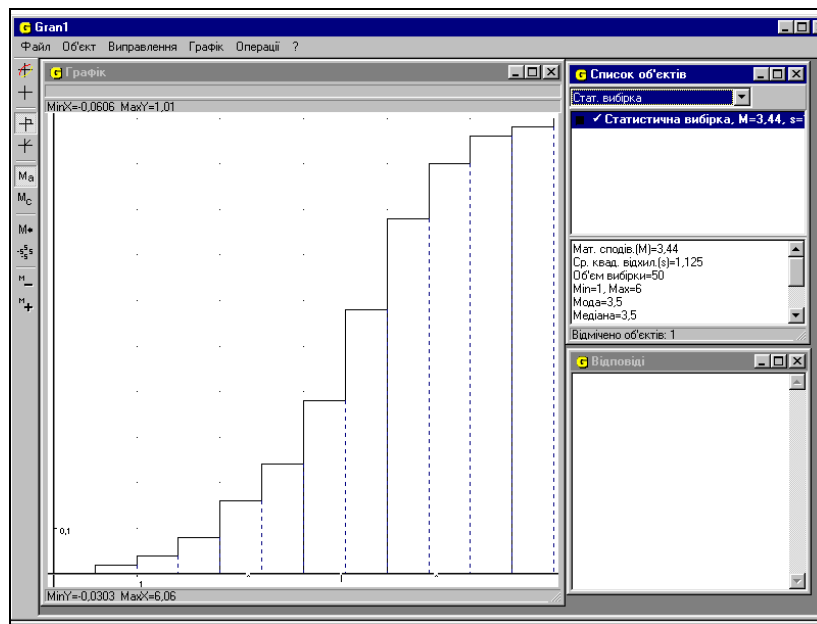 Gran1
Файл Об'єкт Виправлення Графік Операції ?
Графік
MinX=-0,0606 MaxY=1,01
0,1
1
MinY=-0,0303 MaxX=6,06
Ma
Mc
M
s s s s
M
M
Список об'єктів
Стат. вибірка
✓ Статистична вибірка, M=3,44, s=
Мат. сподів.(M)=3,44
Ср. квад. відхил.(s)=1,125
Об'єм вибірки=50
Min=1, Max=6
Мода=3,5
Медіана=3,5
Відмічено об'єктів: 1
Відповіді